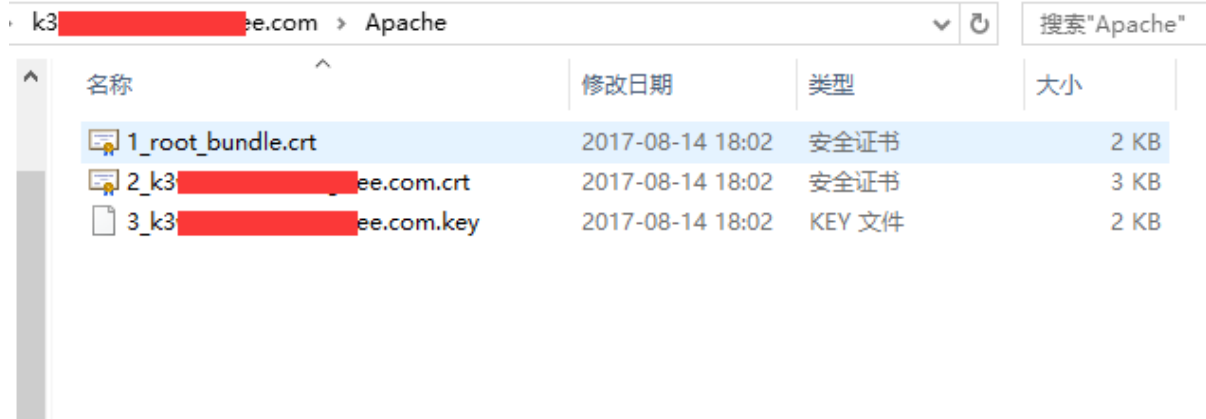 k3 ee.com > Apache 搜索"Apache"
名称 修改日期 类型 大小
1_root_bundle.crt 2017-08-14 18:02 安全证书 2 KB
2_k3 ee.com.crt 2017-08-14 18:02 安全证书 3 KB
3_k3 ee.com.key 2017-08-14 18:02 KEY 文件 2 KB